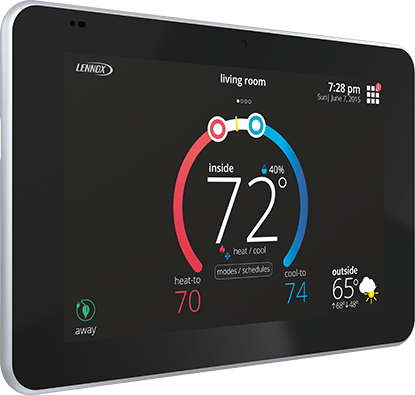 LENNOX
living room
7:28 pm
Sun| June 7, 2015
1
inside
40%
72°
heat / cool
modes / schedules
heat-to
70
cool-to
74
outside
65°
↑68°↓48°
away